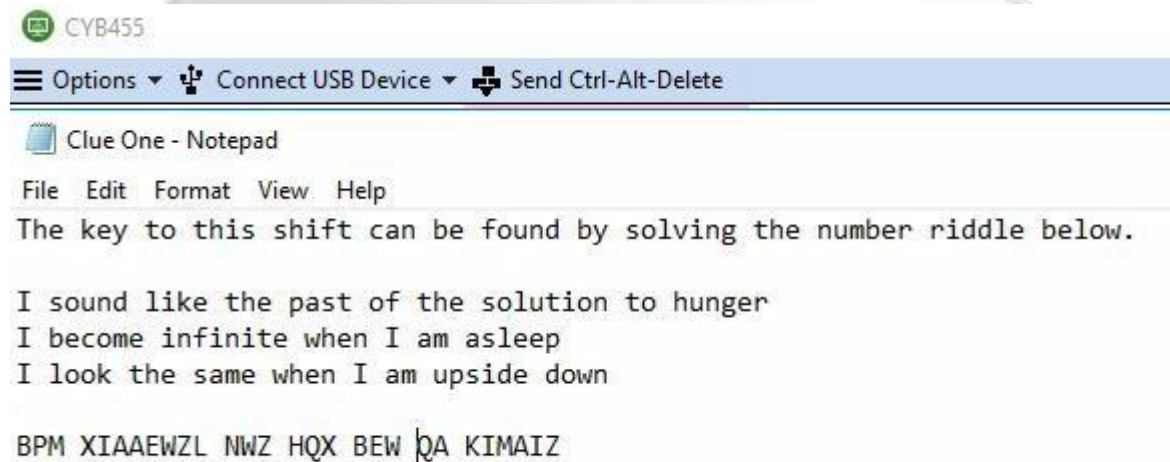 CYB455
Options Connect USB Device Send Ctrl-Alt-Delete
Clue One - Notepad
File Edit Format View Help
The key to this shift can be found by solving the number riddle below.
I sound like the past of the solution to hunger
I become infinite when I am asleep
I look the same when I am upside down
BPM XIAAEWZL NWZ HQX BEW QA KIMAIZ